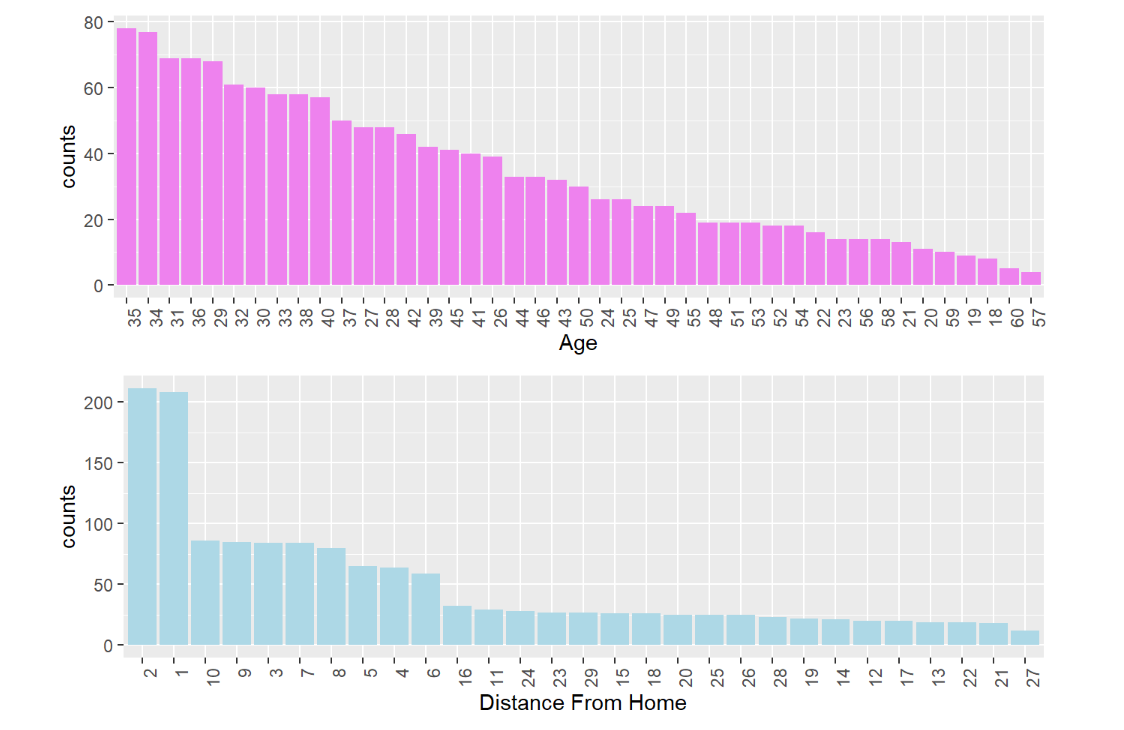 counts
80
60
40
20
0
35 34 31 36 29 32 30 33 38 40 37 27 28 42 39 45 41 26 44 46 43 50 24 25 47 49 55 48 51 53 52 54 22 23 56 58 21 20 59 19 18 60 57
Age
counts
200
150
100
50
0
2 1 10 9 3 7 8 5 4 6 16 11 24 23 29 15 18 20 25 26 28 19 14 12 17 13 22 21 27
Distance From Home